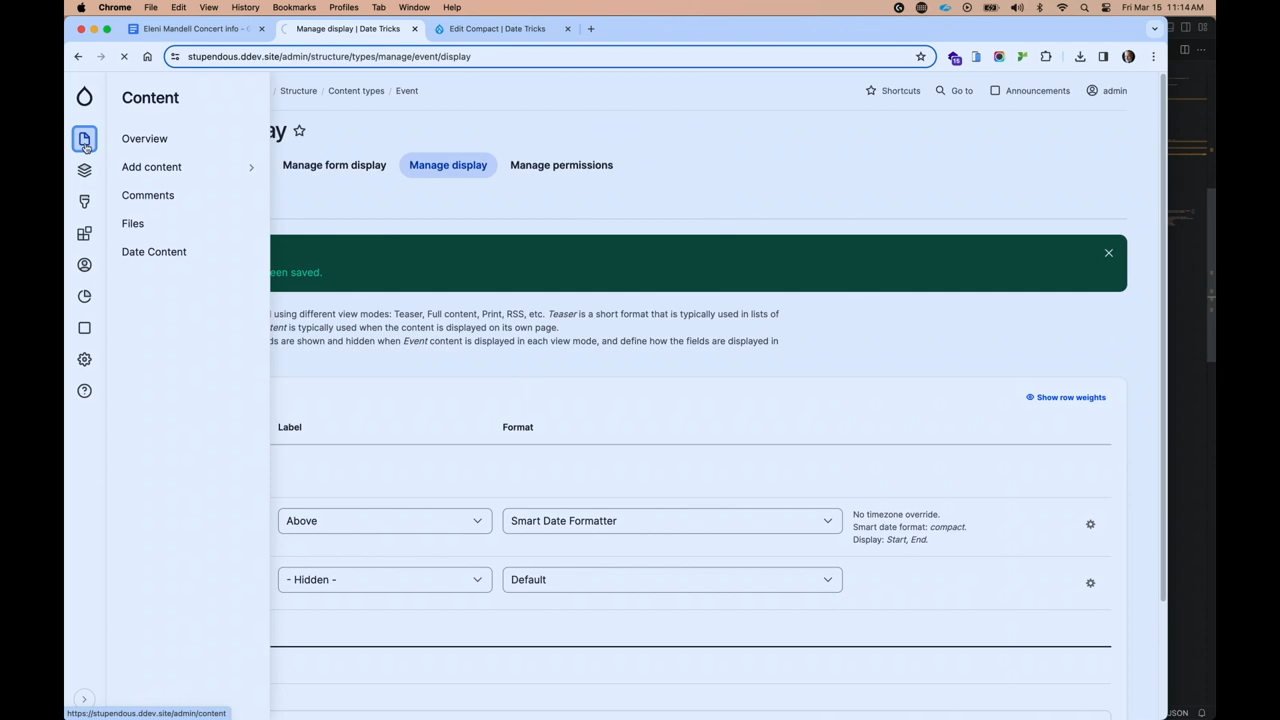 Chrome File Edit View History Bookmarks Profiles Tab Window Help Fri Mar 15 11:14 AM
Eleni Mandell Concert info - G Manage display | Date Tricks Edit Compact | Date Tricks
stupendous.ddev.site/admin/structure/types/manage/event/display
15
Content
Structure / Content types / Event
Shortcuts Go to Announcements admin
ay
Overview
Add content
Comments
Files
Date Content
Manage form display Manage display Manage permissions
een saved.
l using different view modes: Teaser, Full content, Print, RSS, etc. Teaser is a short format that is typically used in lists of
tent is typically used when the content is displayed on its own page.
ds are shown and hidden when Event content is displayed in each view mode, and define how the fields are displayed in
Show row weights
Label Format
Above Smart Date Formatter
No timezone override.
Smart date format: compact.
Display: Start, End.
- Hidden - Default
https://stupendous.ddev.site/admin/content
JSON